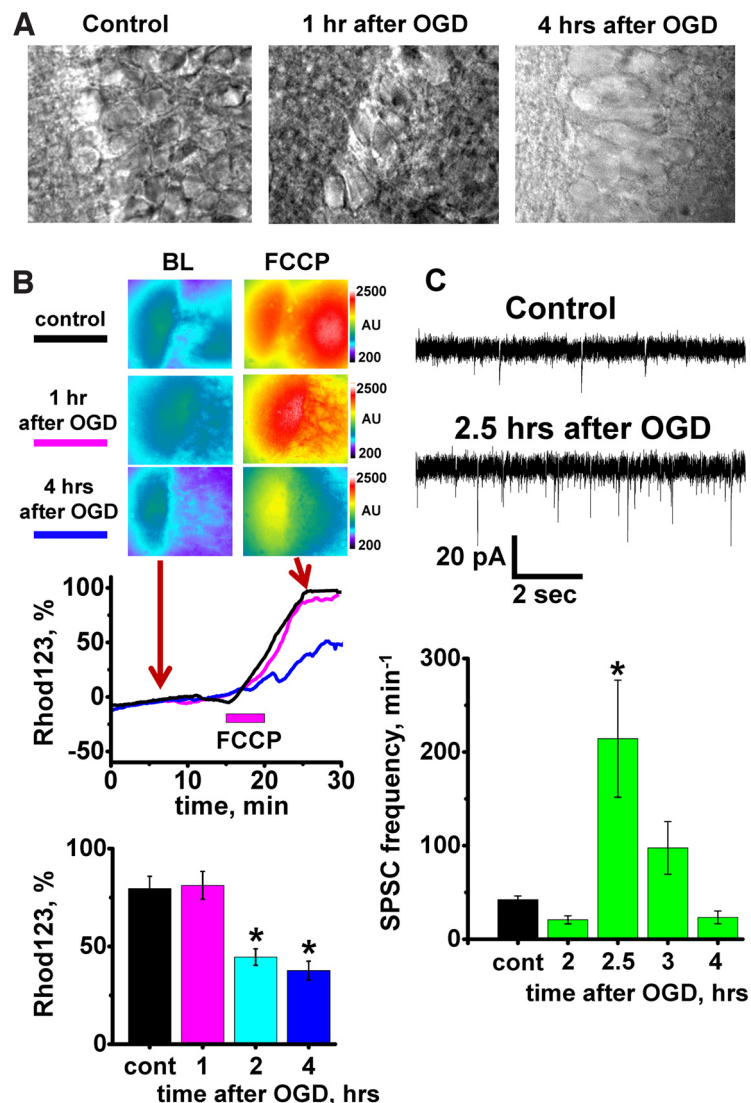 A
Control
1 hr after OGD
4 hrs after OGD
B
BL
FCCP
control
2500
AU
200
1 hr
after OGD
2500
AU
200
4 hrs
after OGD
2500
AU
200
Rhod123, %
100
50
0
-50
FCCP
0
10
20
30
time, min
Rhod123, %
100
50
0
*
*
cont
1
2
4
time after OGD, hrs
C
Control
2.5 hrs after OGD
20 pA
2 sec
SPSC frequency, min-1
300
200
100
0
*
cont
2
2.5
3
4
time after OGD, hrs